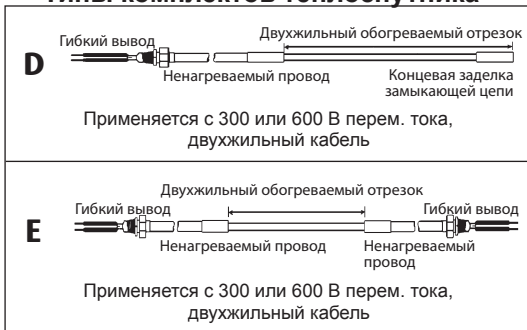 Типы комплектов теплоспутника
Двухжильный обогреваемый отрезок
Гибкий вывод
D
Ненагреваемый провод
Концевая заделка
замыкающей цепи
Применяется с 300 или 600 В перем. тока,
двухжильный кабель
Двухжильный обогреваемый отрезок
Гибкий вывод
Гибкий вывод
E
Ненагреваемый провод
Ненагреваемый
провод
Применяется с 300 или 600 В перем. тока,
двухжильный кабель